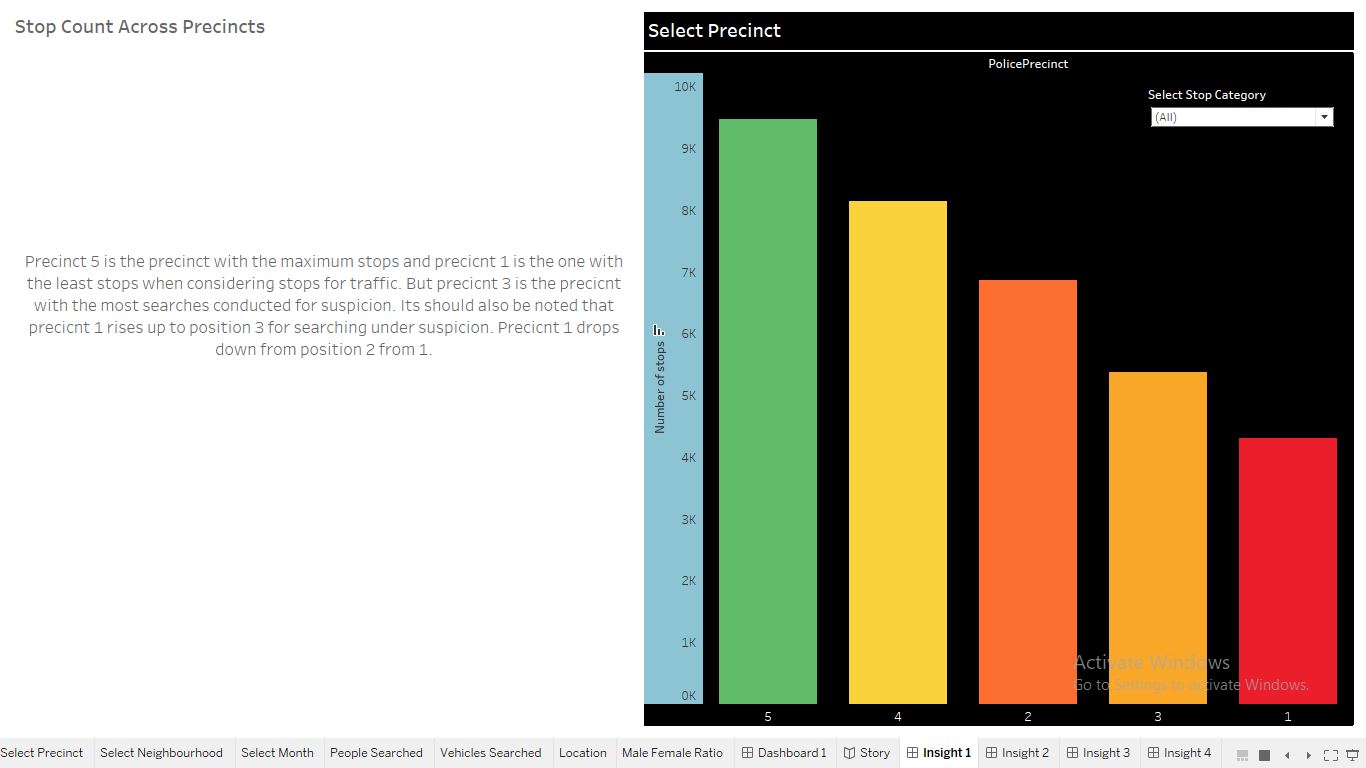 Stop Count Across Precincts
Precinct 5 is the precinct with the maximum stops and precicnt 1 is the one with
the least stops when considering stops for traffic. But precicnt 3 is the precicnt
with the most searches conducted for suspicion. Its should also be noted that
precicnt 1 rises up to position 3 for searching under suspicion. Precicnt 1 drops
down from position 2 from 1.
Select Precinct
PolicePrecinct
Select Stop Category
(All)
10K
9K
8K
7K
6K
5K
4K
3K
2K
1K
0K
Number of stops
5 4 2 3 1
Activate Windows
Go to Settings to activate Windows.
Select Precinct Select Neighbourhood Select Month People Searched Vehicles Searched Location Male Female Ratio Dashboard 1 Story Insight 1 Insight 2 Insight 3 Insight 4